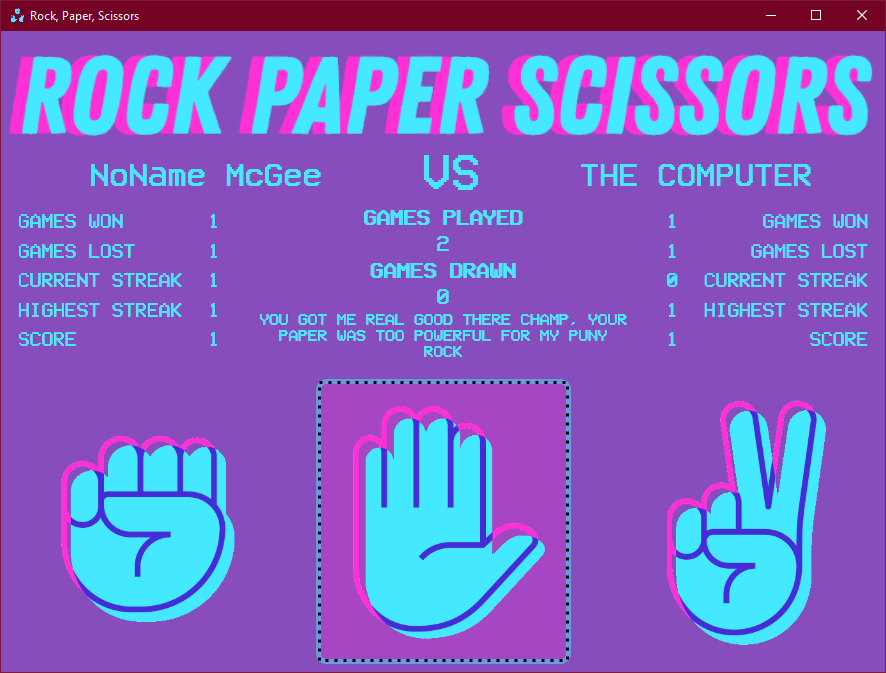 Rock, Paper, Scissors
ROCK PAPER SCISSORS
NoName McGee VS THE COMPUTER
GAMES WON 1
GAMES LOST 1
CURRENT STREAK 1
HIGHEST STREAK 1
SCORE 1
GAMES PLAYED
2
GAMES DRAWN
0
YOU GOT ME REAL GOOD THERE CHAMP, YOUR
PAPER WAS TOO POWERFUL FOR MY PUNY
ROCK
1 GAMES WON
1 GAMES LOST
0 CURRENT STREAK
1 HIGHEST STREAK
1 SCORE